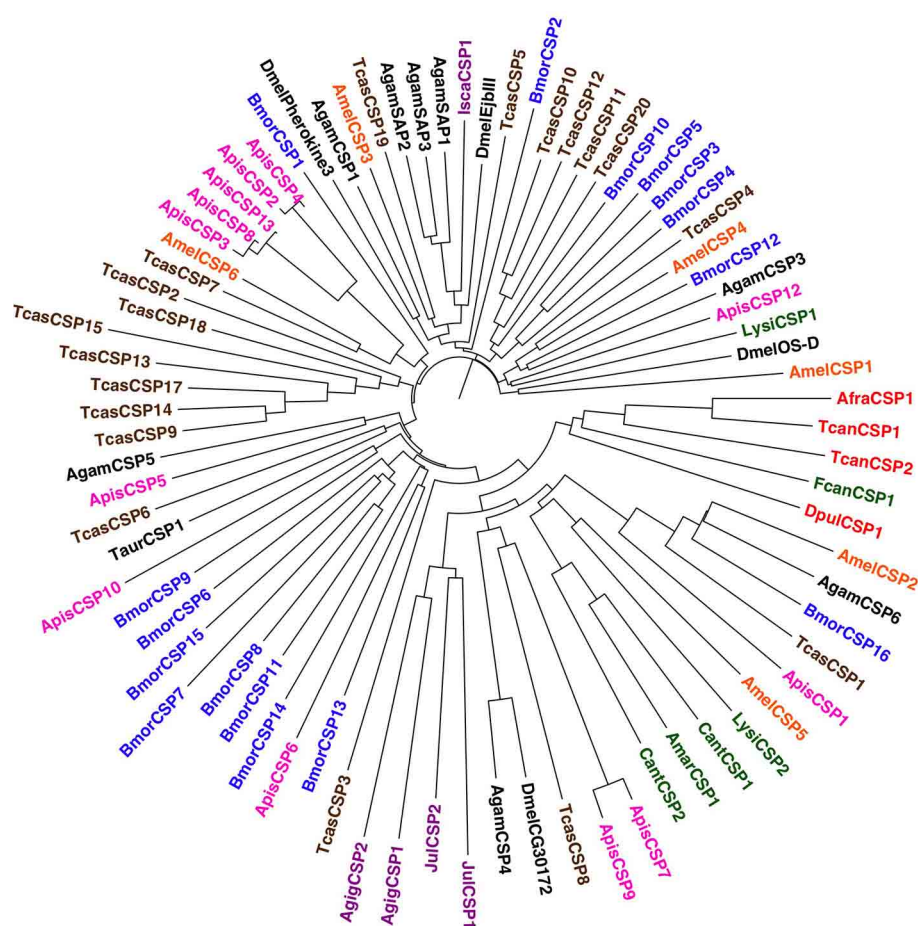 BmorCSP2
TcasCSP5
DmelEjbIII
IscaCSP1
AgamSAP1
AgamSAP3
AgamSAP2
TcasCSP19
AmelCSP3
AgamCSP1
DmelPherokine3
BmorCSP1
ApisCSP4
ApisCSP2
ApisCSP13
ApisCSP8
ApisCSP3
AmelCSP6
TcasCSP7
TcasCSP2
TcasCSP18
TcasCSP15
TcasCSP13
TcasCSP17
TcasCSP14
TcasCSP9
AgamCSP5
ApisCSP5
TcasCSP6
TaurCSP1
ApisCSP10
BmorCSP9
BmorCSP6
BmorCSP15
BmorCSP7
BmorCSP8
BmorCSP11
BmorCSP14
ApisCSP6
BmorCSP13
TcasCSP3
AgigCSP2
AgigCSP1
JulCSP2
JulCSP1
AgamCSP4
DmelCG30172
TcasCSP8
ApisCSP9
ApisCSP7
CantCSP2
AmarCSP1
CantCSP1
LysiCSP2
AmelCSP5
ApisCSP1
TcasCSP1
BmorCSP16
AgamCSP6
AmelCSP2
DpulCSP1
FcanCSP1
TcanCSP2
TcanCSP1
AfraCSP1
AmelCSP1
DmelOS-D
LysiCSP1
ApisCSP12
AgamCSP3
BmorCSP12
AmelCSP4
TcasCSP4
BmorCSP4
BmorCSP3
BmorCSP5
BmorCSP10
TcasCSP20
TcasCSP11
TcasCSP12
TcasCSP10